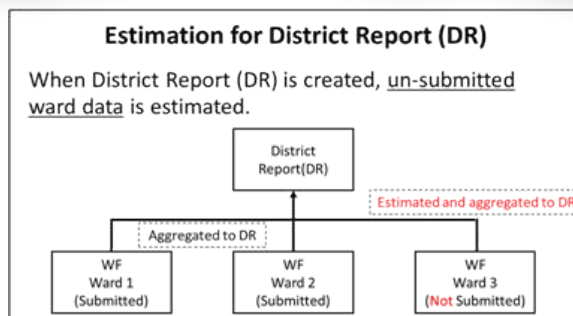 Estimation for District Report (DR)
When District Report (DR) is created, un-submitted
ward data is estimated.
District
Report(DR)
Estimated and aggregated to DR
Aggregated to DR
WF
Ward 1
(Submitted)
WF
Ward 2
(Submitted)
WF
Ward 3
(Not Submitted)